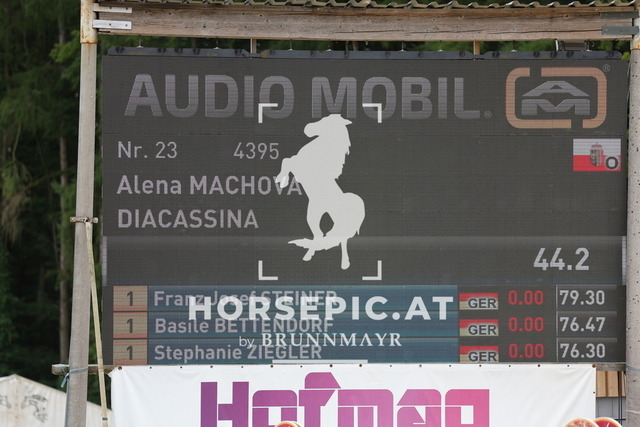 AUDIO MOBIL®
Nr. 23 4395
Alena MACHOVA
DIACASSINA
44.2
1 Franz Josef STEINER GER 0.00 79.30
HORSEPIC.AT
1 Basile BETTENDORF GER 0.00 76.47
by BRUNNMAYR
1 Stephanie ZIEGLER GER 0.00 76.30
Hofmag